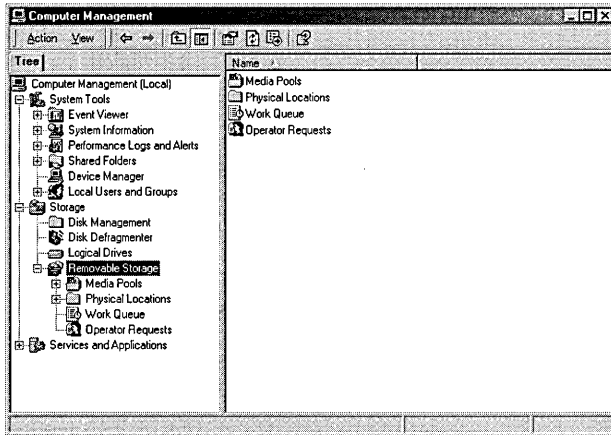 Computer Management
Action View
Tree
Computer Management (Local)
System Tools
Event Viewer
System Information
Performance Logs and Alerts
Shared Folders
Device Manager
Local Users and Groups
Storage
Disk Management
Disk Defragmenter
Logical Drives
Removable Storage
Media Pools
Physical Locations
Work Queue
Operator Requests
Services and Applications
Name
Media Pools
Physical Locations
Work Queue
Operator Requests